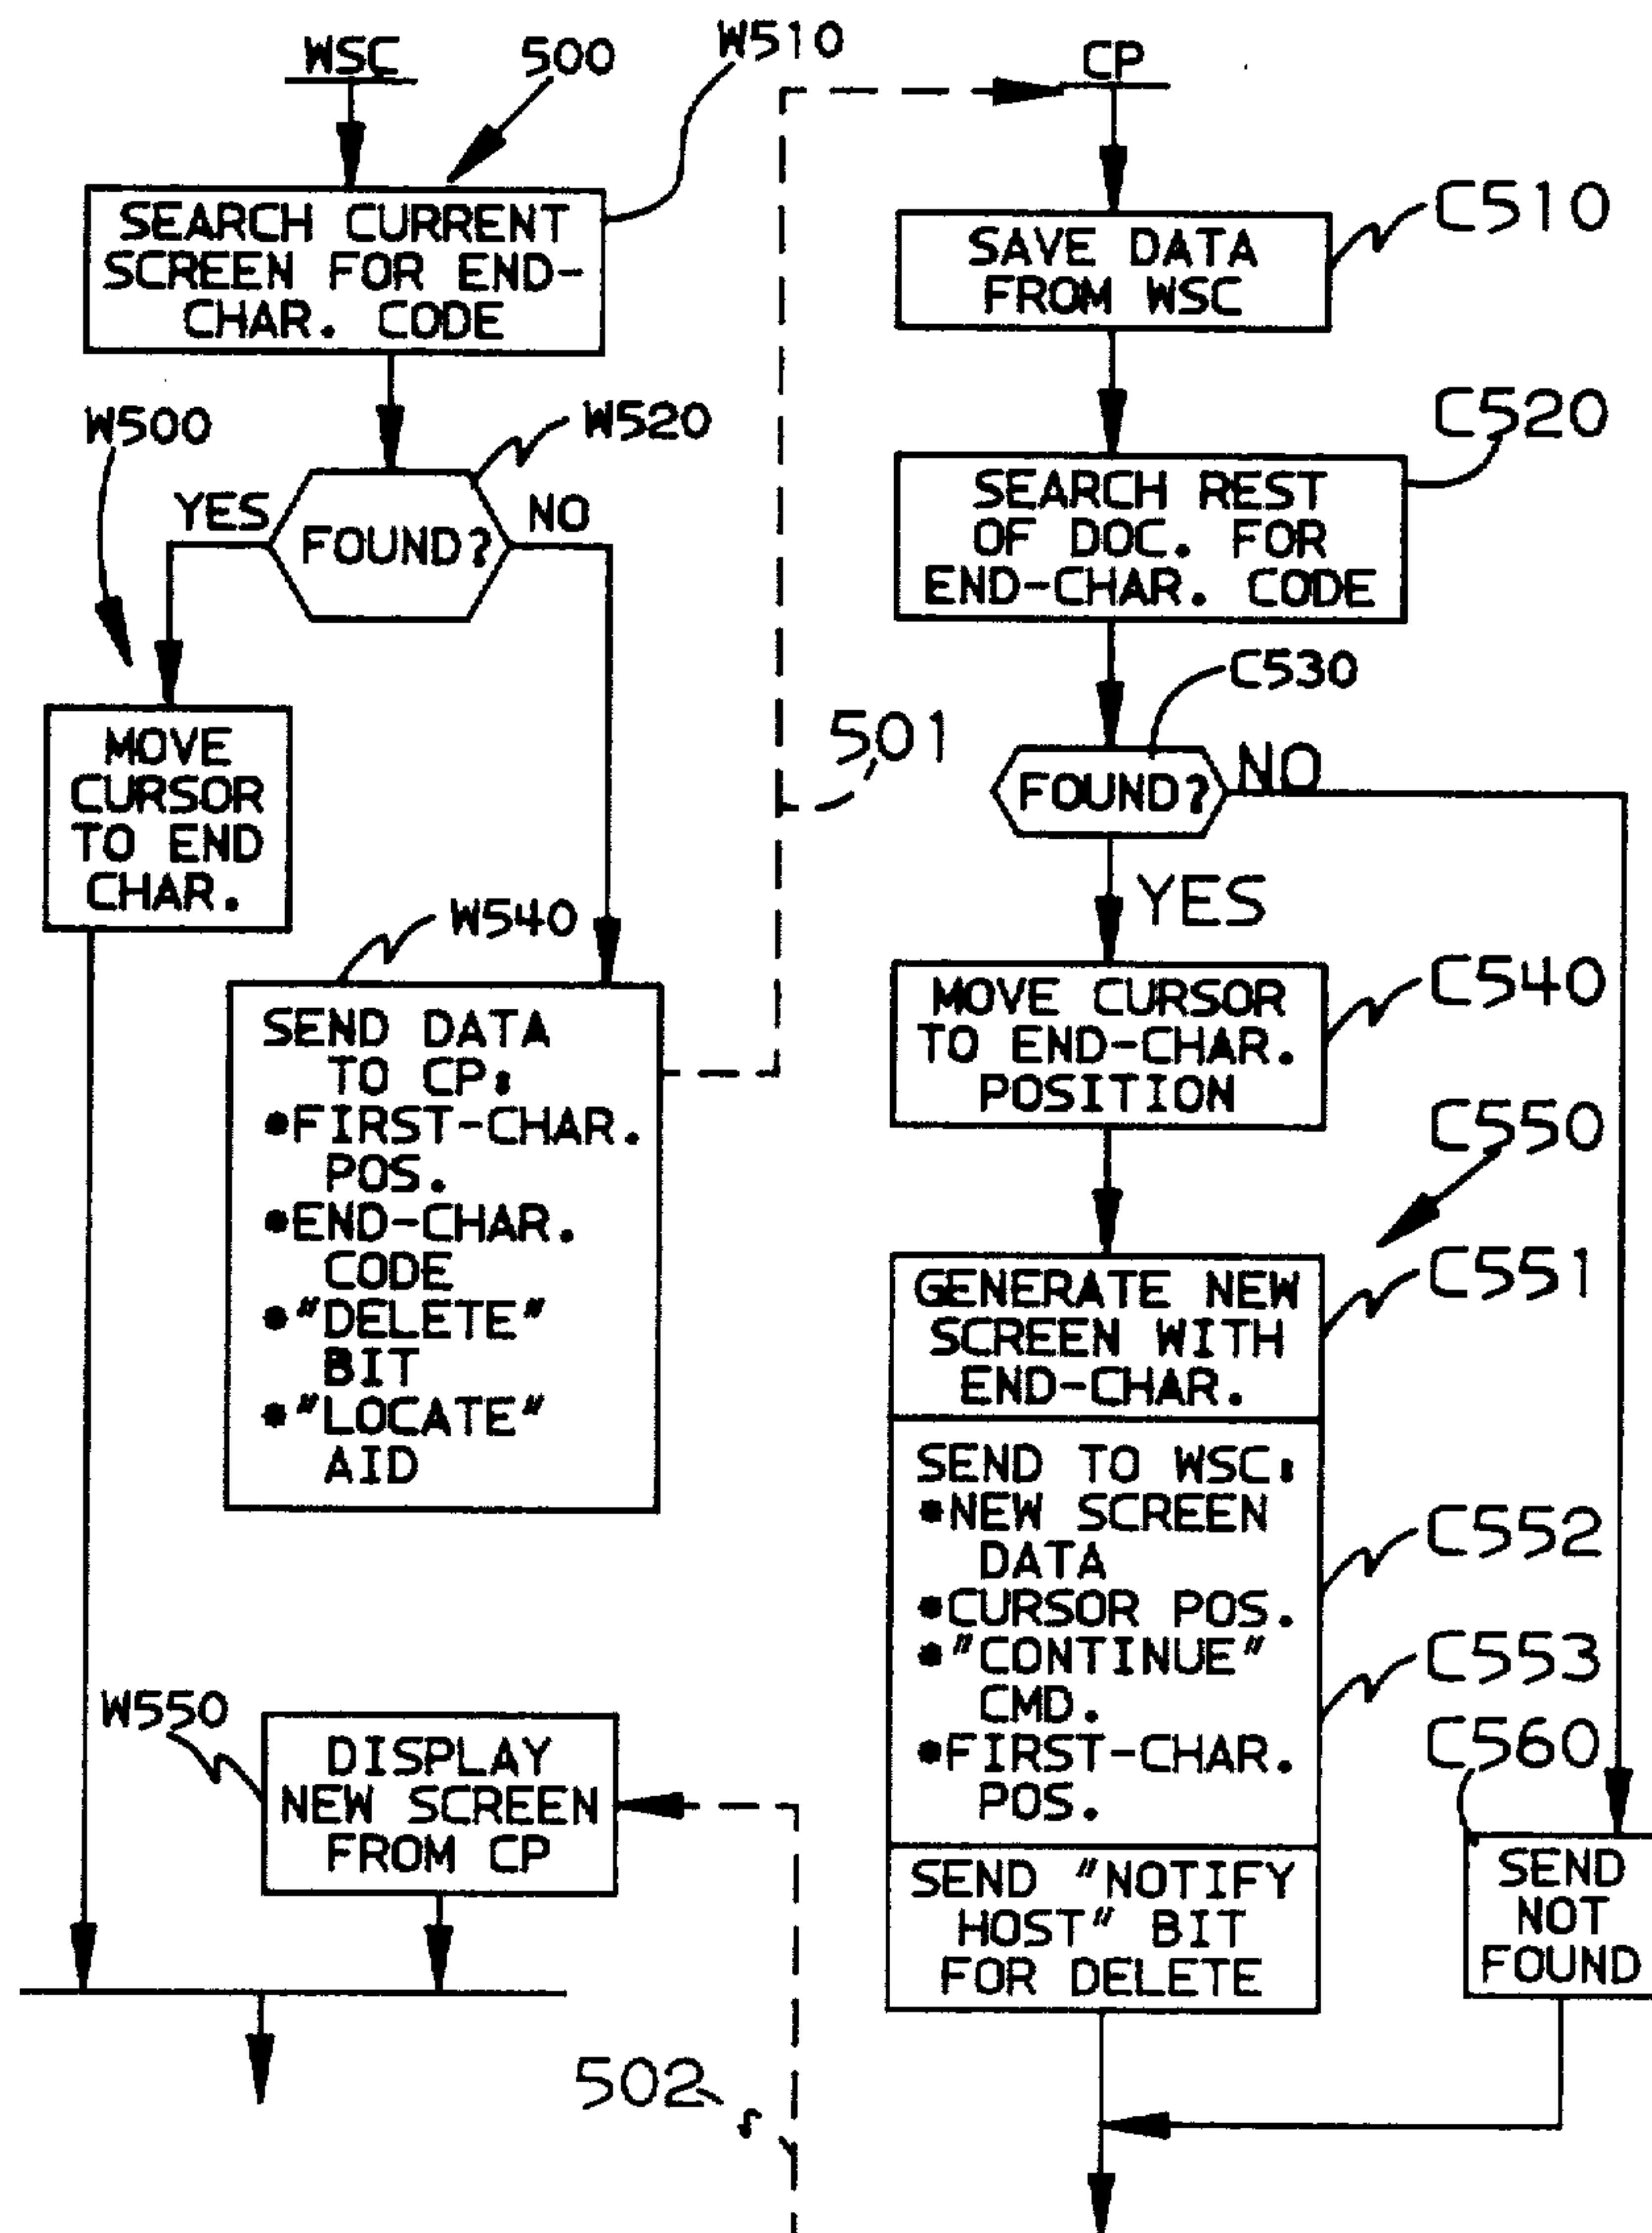 WSC
500
W510
SEARCH CURRENT
SCREEN FOR END-
CHAR. CODE
W500
W520
YES
FOUND?
NO
MOVE
CURSOR
TO END
CHAR.
W540
SEND DATA
TO CP:
•FIRST-CHAR.
POS.
•END-CHAR.
CODE
•"DELETE"
BIT
•"LOCATE"
AID
W550
DISPLAY
NEW SCREEN
FROM CP
501
502
CP
SAVE DATA
FROM WSC
C510
SEARCH REST
OF DOC. FOR
END-CHAR. CODE
C520
C530
FOUND?
NO
YES
MOVE CURSOR
TO END-CHAR.
POSITION
C540
C550
GENERATE NEW
SCREEN WITH
END-CHAR.
C551
SEND TO WSC:
•NEW SCREEN
DATA
•CURSOR POS.
•"CONTINUE"
CMD.
•FIRST-CHAR.
POS.
C552
C553
SEND "NOTIFY
HOST" BIT
FOR DELETE
C560
SEND
NOT
FOUND